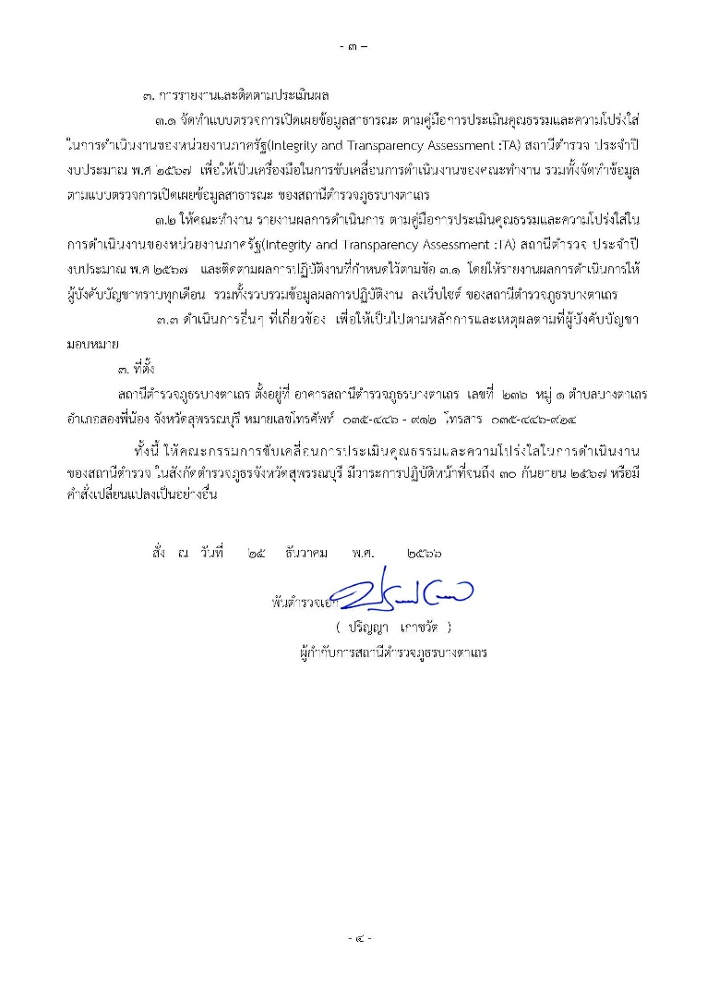 - ๓ –
๓. การรายงานและติดตามประเมินผล
๓.๑ จัดทำแบบตรวจการเปิดเผยข้อมูลสาธารณะ ตามคู่มือการประเมินคุณธรรมและความโปร่งใส่
ในการดำเนินงานของหน่วยงานภาครัฐ(Integrity and Transparency Assessment :TA) สถานีตำรวจ ประจำปี
งบประมาณ พ.ศ ๒๕๖๗ เพื่อให้เป็นเครื่องมือในการขับเคลื่อนการดำเนินงานของคณะทำงาน รวมทั้งจัดทำข้อมูล
ตามแบบตรวจการเปิดเผยข้อมูลสาธารณะ ของสถานีตำรวจภูธรบางตาเถร
๓.๒ ให้คณะทำงาน รายงานผลการดำเนินการ ตามคู่มือการประเมินคุณธรรมและความโปร่งใส่ใน
การดำเนินงานของหน่วยงานภาครัฐ(Integrity and Transparency Assessment :TA) สถานีตำรวจ ประจำปี
งบประมาณ พ.ศ ๒๕๖๗ และติดตามผลการปฏิบัติงานที่กำหนดไว้ตามข้อ ๓.๑ โดยให้รายงานผลการดำเนินการให้
ผู้บังคับบัญชาทราบทุกเดือน รวมทั้งรวบรวมข้อมูลผลการปฏิบัติงาน ลงเว็บไซต์ ของสถานีตำรวจภูธรบางตาเถร
๓.๓ ดำเนินการอื่นๆ ที่เกี่ยวข้อง เพื่อให้เป็นไปตามหลักการและเหตุผลตามที่ผู้บังคับบัญชา
มอบหมาย
๓. ที่ตั้ง
สถานีตำรวจภูธรบางตาเถร ตั้งอยู่ที่ อาคารสถานีตำรวจภูธรบางตาเถร เลขที่ ๒๓๖ หมู่ ๑ ตำบลบางตาเถร
อำเภอสองพี่น้อง จังหวัดสุพรรณบุรี หมายเลขโทรศัพท์ ๐๓๕-๔๔๖ - ๙๑๒ โทรสาร ๐๓๕-๔๔๖-๙๔๔
ทั้งนี้ ให้คณะกรรมการขับเคลื่อนการประเมินคุณธรรมและความโปร่งใสในการดำเนินงาน
ของสถานีตำรวจ ในสังกัดตำรวจภูธรจังหวัดสุพรรณบุรี มีวาระการปฏิบัติหน้าที่จนถึง ๓๐ กันยายน ๒๕๖๗ หรือมี
คำสั่งเปลี่ยนแปลงเป็นอย่างอื่น
สั่ง ณ วันที่ ๒๕ ธันวาคม พ.ศ. ๒๕๖๖
พันตำรวจเอก
( ปริญญา เกาชวัต )
ผู้กำกับการสถานีตำรวจภูธรบางตาเถร
- ๔ -